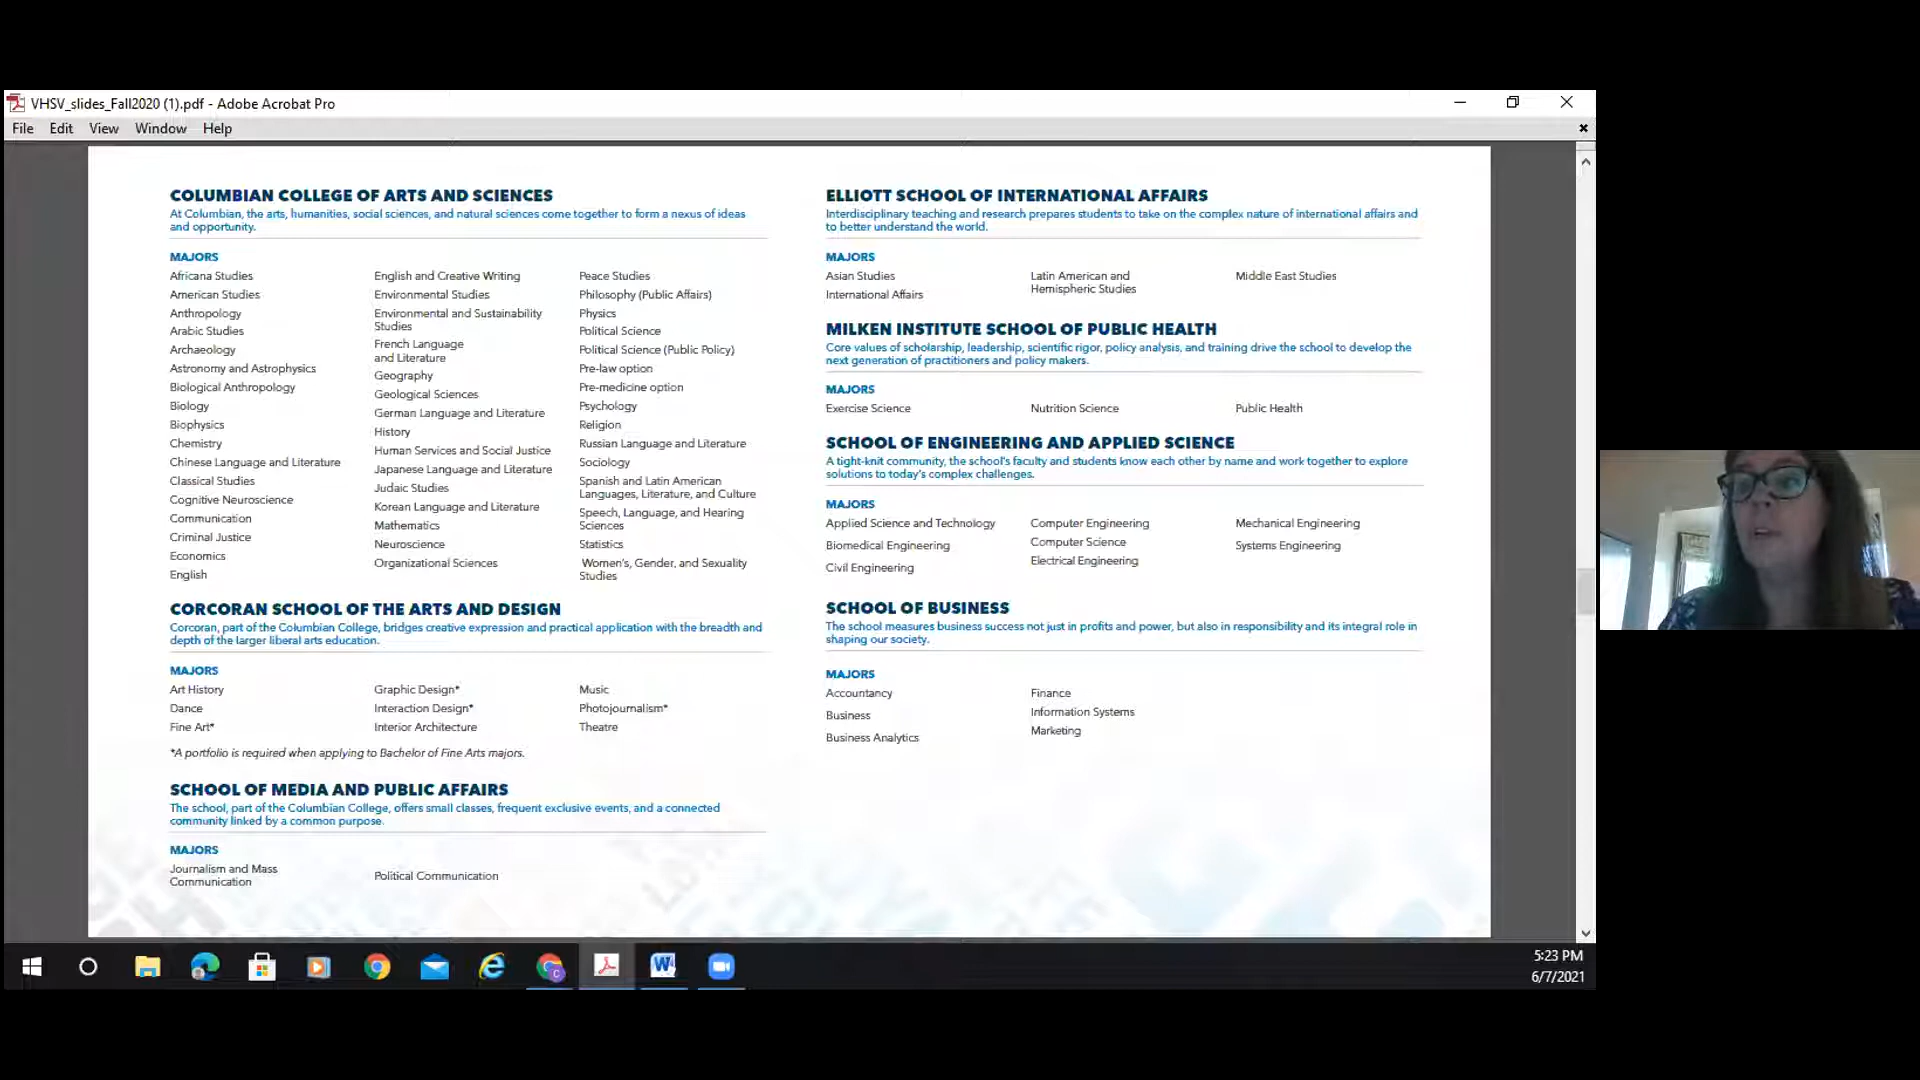 VHSV_slides_Fall2020 (1).pdf - Adobe Acrobat Pro
File Edit View Window Help
COLUMBIAN COLLEGE OF ARTS AND SCIENCES
At Columbian, the arts, humanities, social sciences, and natural sciences come together to form a nexus of ideas
and opportunity.
MAJORS
Africana Studies
American Studies
Anthropology
Arabic Studies
Archaeology
Astronomy and Astrophysics
Biological Anthropology
Biology
Biophysics
Chemistry
Chinese Language and Literature
Classical Studies
Cognitive Neuroscience
Communication
Criminal Justice
Economics
English
English and Creative Writing
Environmental Studies
Environmental and Sustainability
Studies
French Language
and Literature
Geography
Geological Sciences
German Language and Literature
History
Human Services and Social Justice
Japanese Language and Literature
Judaic Studies
Korean Language and Literature
Mathematics
Neuroscience
Organizational Sciences
Peace Studies
Philosophy (Public Affairs)
Physics
Political Science
Political Science (Public Policy)
Pre-law option
Pre-medicine option
Psychology
Religion
Russian Language and Literature
Sociology
Spanish and Latin American
Languages, Literature, and Culture
Speech, Language, and Hearing
Sciences
Statistics
Women's, Gender, and Sexuality
Studies
CORCORAN SCHOOL OF THE ARTS AND DESIGN
Corcoran, part of the Columbian College, bridges creative expression and practical application with the breadth and
depth of the larger liberal arts education.
MAJORS
Art History
Dance
Fine Art*
Graphic Design*
Interaction Design*
Interior Architecture
Music
Photojournalism*
Theatre
*A portfolio is required when applying to Bachelor of Fine Arts majors.
SCHOOL OF MEDIA AND PUBLIC AFFAIRS
The school, part of the Columbian College, offers small classes, frequent exclusive events, and a connected
community linked by a common purpose.
MAJORS
Journalism and Mass
Communication
Political Communication
ELLIOTT SCHOOL OF INTERNATIONAL AFFAIRS
Interdisciplinary teaching and research prepares students to take on the complex nature of international affairs and
to better understand the world.
MAJORS
Asian Studies
International Affairs
Latin American and
Hemispheric Studies
Middle East Studies
MILKEN INSTITUTE SCHOOL OF PUBLIC HEALTH
Core values of scholarship, leadership, scientific rigor, policy analysis, and training drive the school to develop the
next generation of practitioners and policy makers.
MAJORS
Exercise Science
Nutrition Science
Public Health
SCHOOL OF ENGINEERING AND APPLIED SCIENCE
A tight-knit community, the school's faculty and students know each other by name and work together to explore
solutions to today's complex challenges.
MAJORS
Applied Science and Technology
Biomedical Engineering
Civil Engineering
Computer Engineering
Computer Science
Electrical Engineering
Mechanical Engineering
Systems Engineering
SCHOOL OF BUSINESS
The school measures business success not just in profits and power, but also in responsibility and its integral role in
shaping our society.
MAJORS
Accountancy
Business
Business Analytics
Finance
Information Systems
Marketing
5:23 PM
6/7/2021